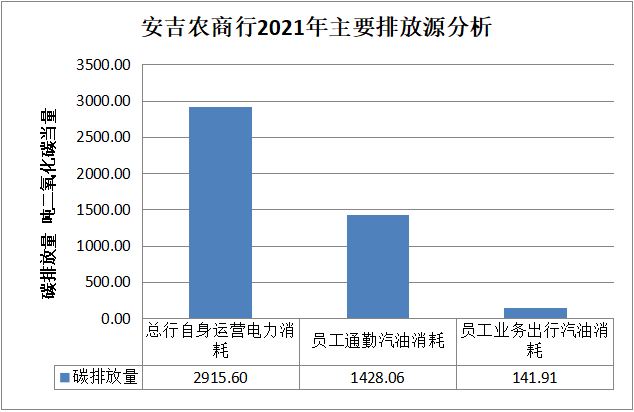 安吉农商行2021年主要排放源分析
碳排放量 吨二氧化碳当量
3500.00
3000.00
2500.00
2000.00
1500.00
1000.00
500.00
0.00
总行自身运营电力消
耗
员工通勤汽油消耗
员工业务出行汽油消
耗
碳排放量 2915.60 1428.06 141.91